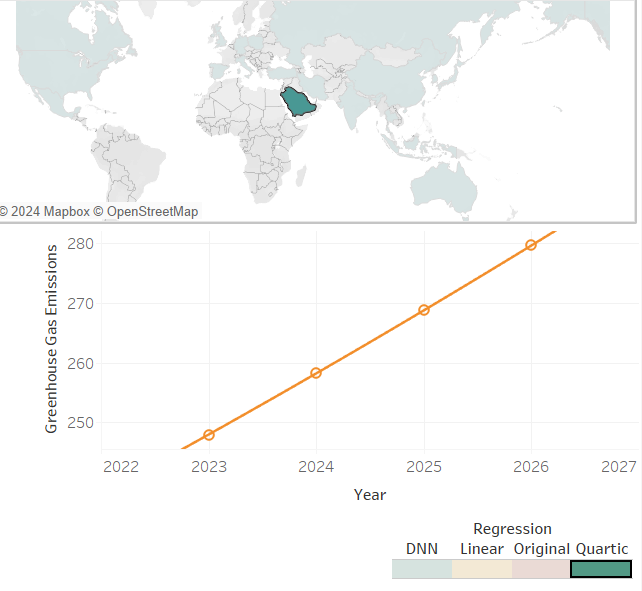 © 2024 Mapbox © OpenStreetMap
280
270
260
250
Greenhouse Gas Emissions
2022 2023 2024 2025 2026 2027
Year
Regression
DNN Linear Original Quartic